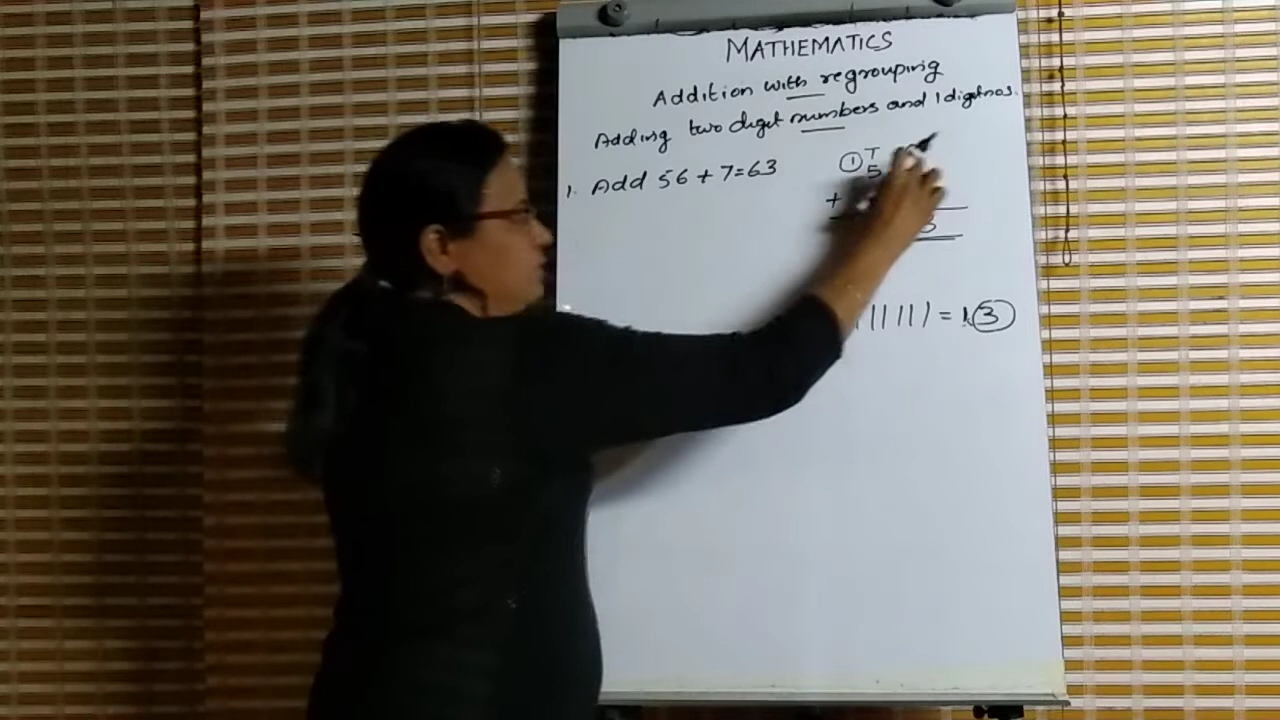 MATHEMATICS
Addition with regrouping
Adding two digit numbers and 1 digit nos.
1. Add 56 + 7 = 63
1 T
5
+
3
| | | | | | = 13